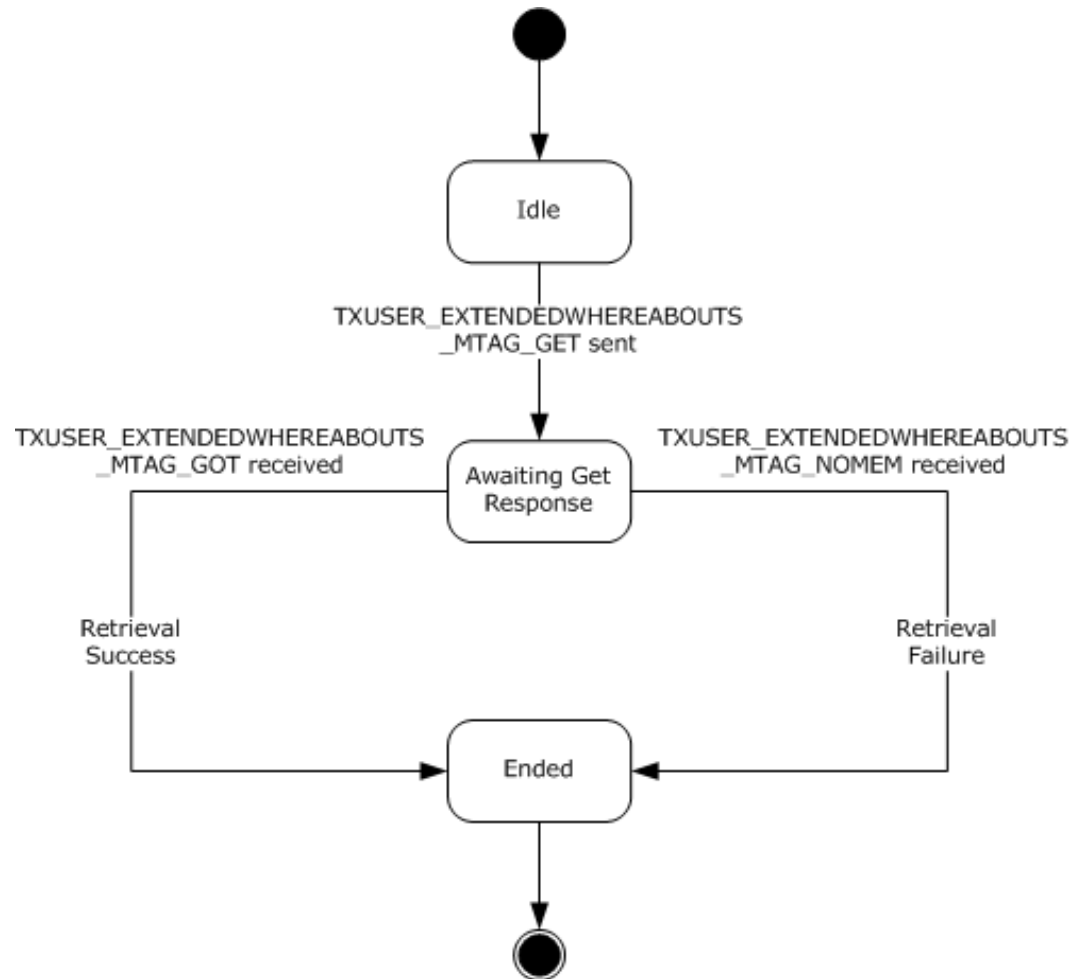 Idle
TXUSER_EXTENDEDWHEREABOUTS
_MTAG_GET sent
TXUSER_EXTENDEDWHEREABOUTS
_MTAG_GOT received
TXUSER_EXTENDEDWHEREABOUTS
_MTAG_NOMEM received
Awaiting Get
Response
Retrieval
Success
Retrieval
Failure
Ended